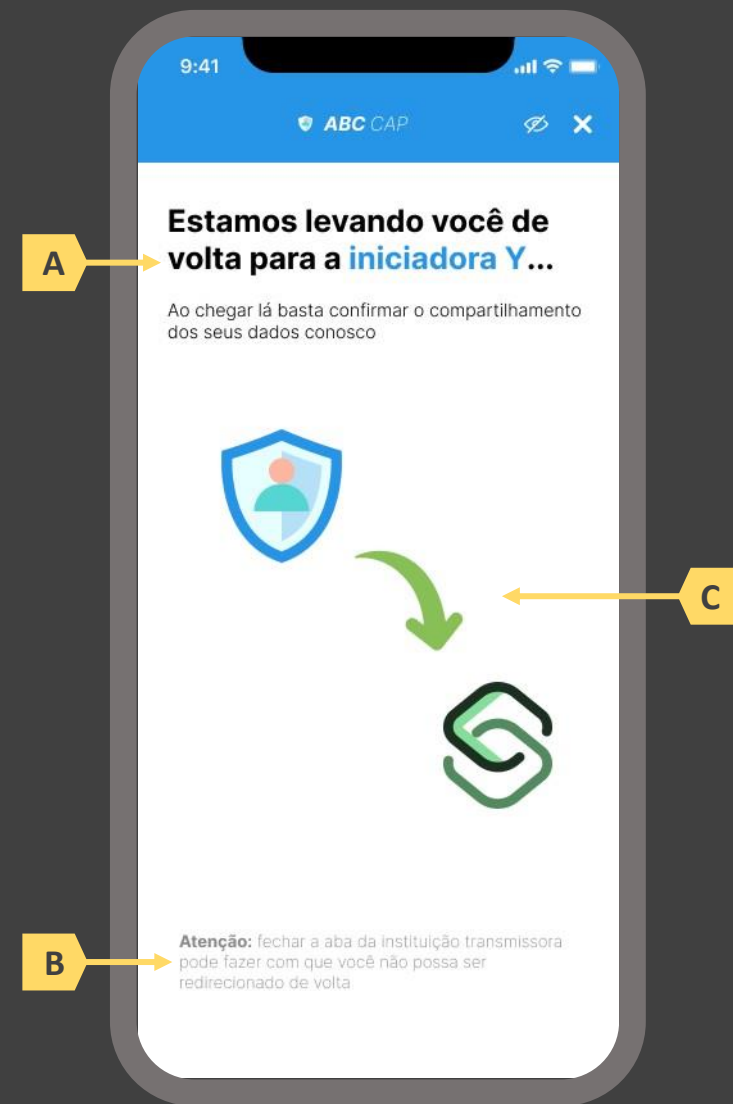 9:41
ABC CAP
Estamos levando você de
volta para a iniciadora Y...
A
Ao chegar lá basta confirmar o compartilhamento
dos seus dados conosco
C
Atenção: fechar a aba da instituição transmissora
pode fazer com que você não possa ser
redirecionado de volta
B